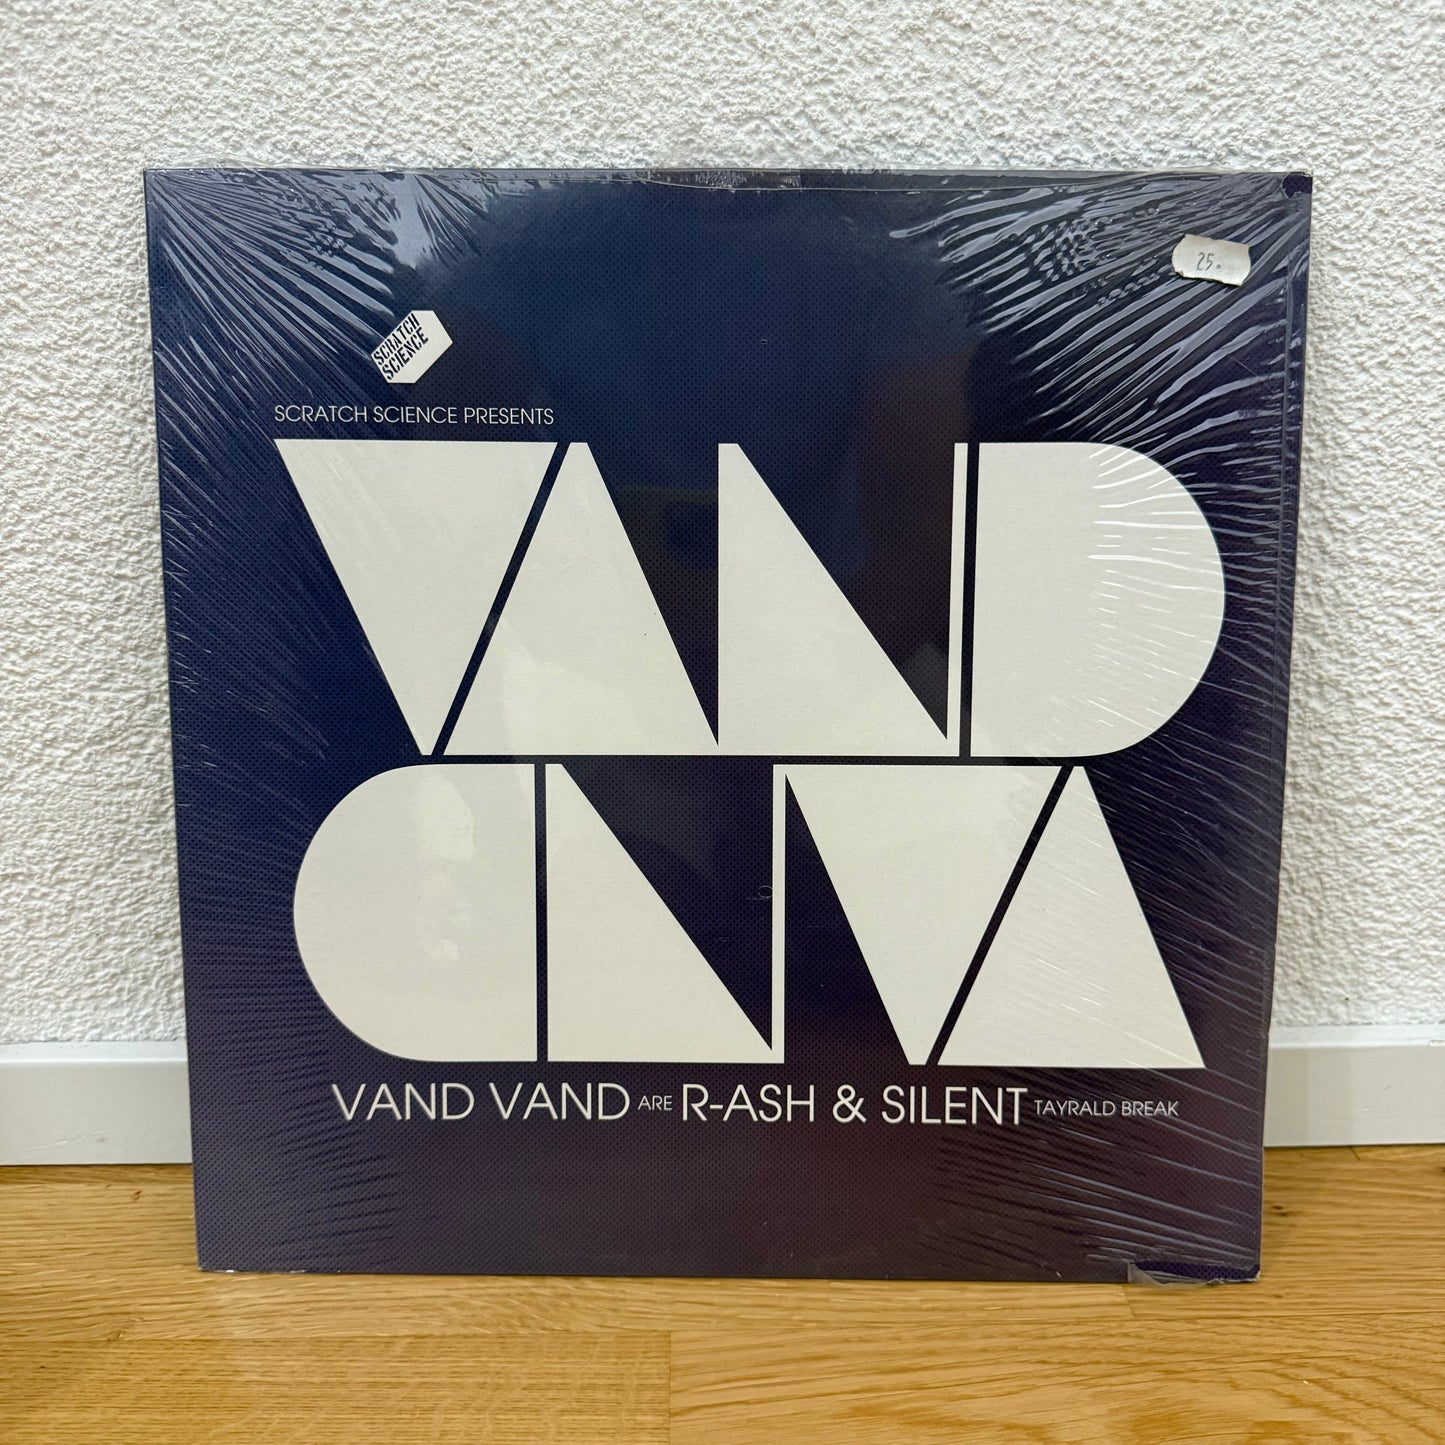 25.
SCRATCH
SCIENCE
SCRATCH SCIENCE PRESENTS
VAND
VAND
VAND VAND ARE R-ASH & SILENT TAYRALD BREAK